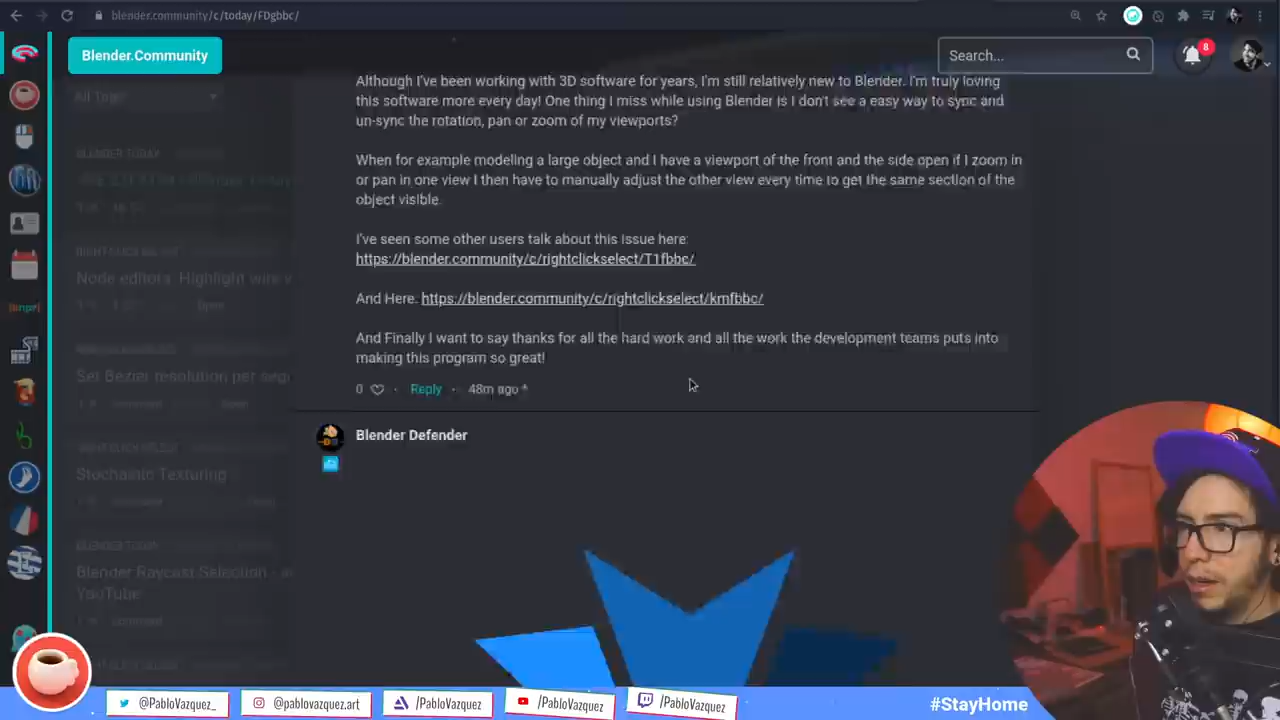 blender.community/c/today/FDgbbc/
Blender.Community
Search...
8
Although I've been working with 3D software for years, I'm still relatively new to Blender. I'm truly loving
this software more every day! One thing I miss while using Blender is I don't see a easy way to sync and
un-sync the rotation, pan or zoom of my viewports?
When for example modeling a large object and I have a viewport of the front and the side open if I zoom in
or pan in one view I then have to manually adjust the other view every time to get the same section of the
object visible.
I've seen some other users talk about this issue here:
https://blender.community/c/rightclickselect/T1fbbc/
And Here: https://blender.community/c/rightclickselect/kmfbbc/
And Finally I want to say thanks for all the hard work and all the work the development teams puts into
making this program so great!
0 · Reply · 48m ago *
Blender Defender
BLENDER TODAY
Node editors: Highlight wire
Open
Set Bezier resolution per
Stochastic Texturing
BLENDER TODAY
Blender Raycast Selection -
YouTube
@PabloVazquez_
@pablovazquez.art
/PabloVazquez
/PabloVazquez
/PabloVazquez
#StayHome